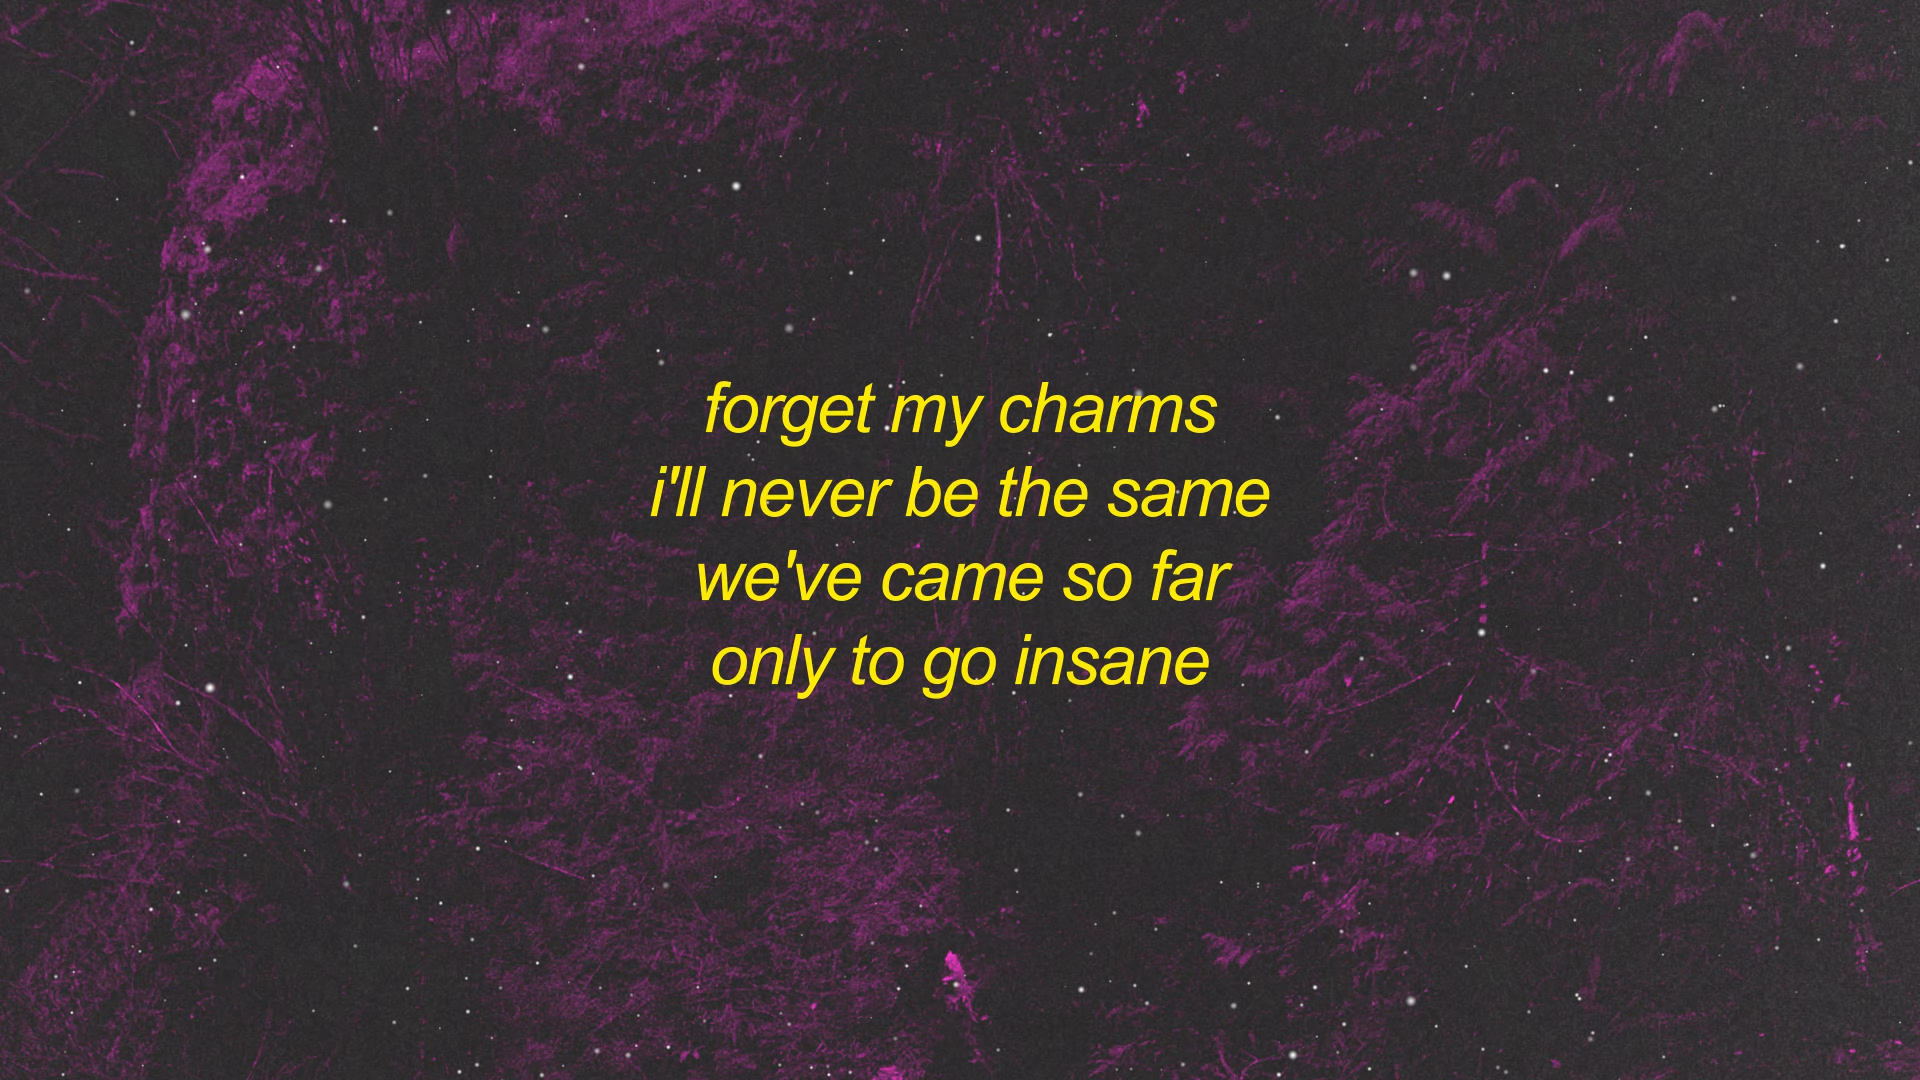 forget my charms
i'll never be the same
we've came so far
only to go insane